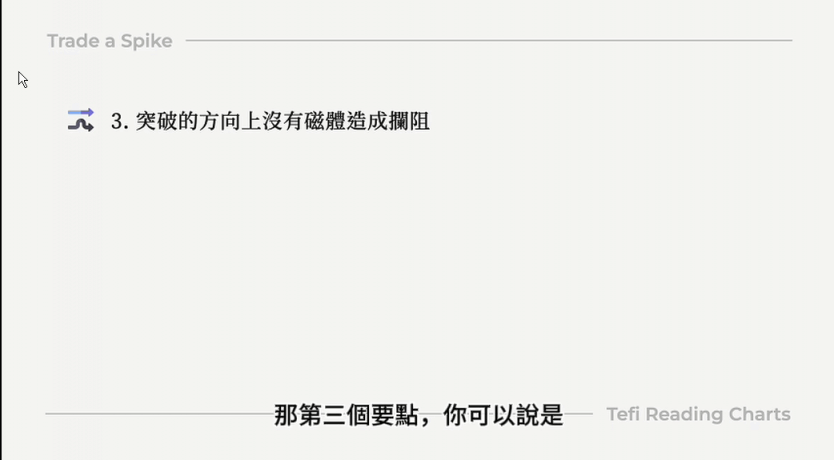 Trade a Spike
3. 突破的方向上沒有磁體造成攔阻
那第三個要點，你可以說是
Tefi Reading Charts